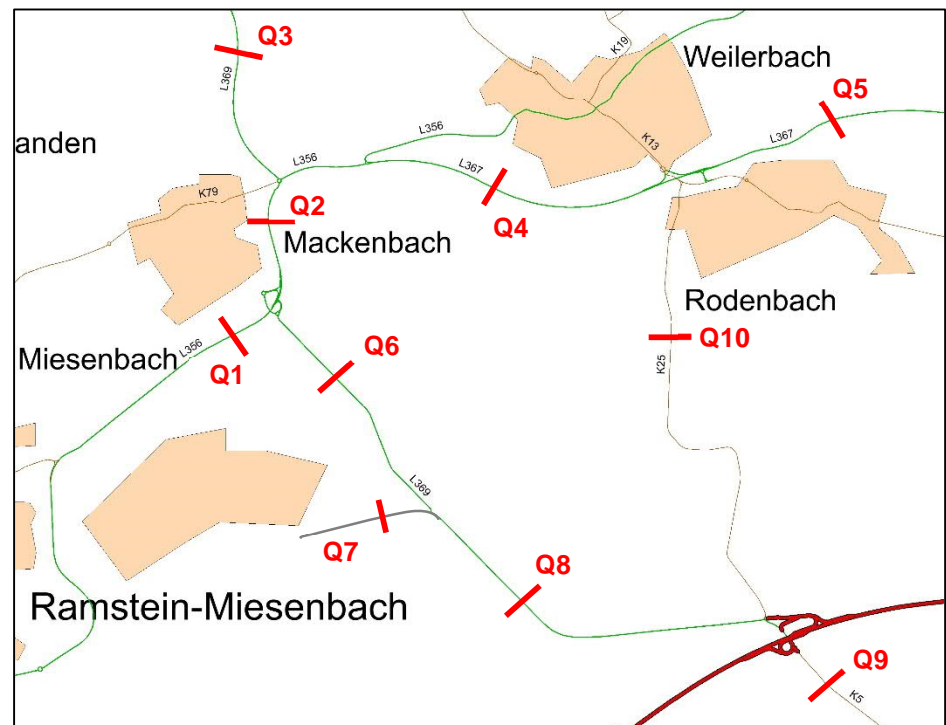 Q3
K19
Weilerbach
L369
Q5
L356
anden
L356
K13
L367
L367
K79
Q2
Q4
Mackenbach
Rodenbach
Q10
L356
Miesenbach
Q6
Q1
K25
L369
Q7
Q8
Ramstein-Miesenbach
Q9
K5